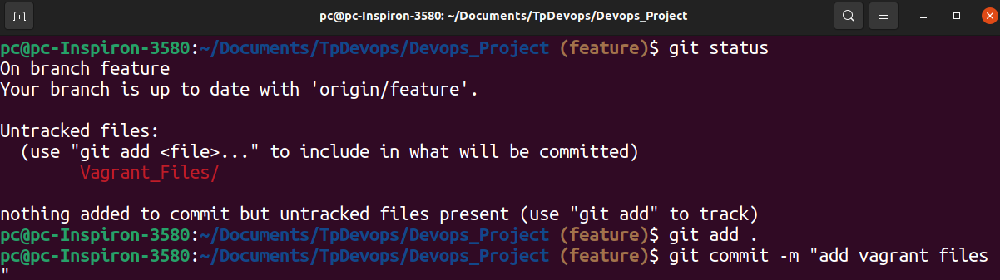 pc@pc-Inspiron-3580: ~/Documents/TpDevops/Devops_Project
pc@pc-Inspiron-3580:~/Documents/TpDevops/Devops_Project (feature)$ git status
On branch feature
Your branch is up to date with 'origin/feature'.
Untracked files:
  (use "git add <file>..." to include in what will be committed)
        Vagrant_Files/
nothing added to commit but untracked files present (use "git add" to track)
pc@pc-Inspiron-3580:~/Documents/TpDevops/Devops_Project (feature)$ git add .
pc@pc-Inspiron-3580:~/Documents/TpDevops/Devops_Project (feature)$ git commit -m "add vagrant files
"